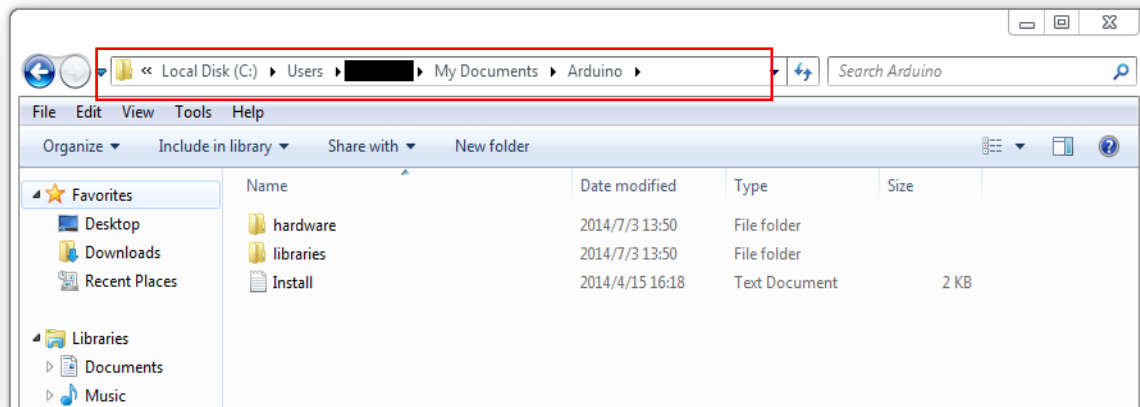 « Local Disk (C:) Users My Documents Arduino Search Arduino
File Edit View Tools Help
Organize Include in library Share with New folder
Favorites
Desktop
Downloads
Recent Places
Libraries
Documents
Music
Name Date modified Type Size
hardware 2014/7/3 13:50 File folder
libraries 2014/7/3 13:50 File folder
Install 2014/4/15 16:18 Text Document 2 KB